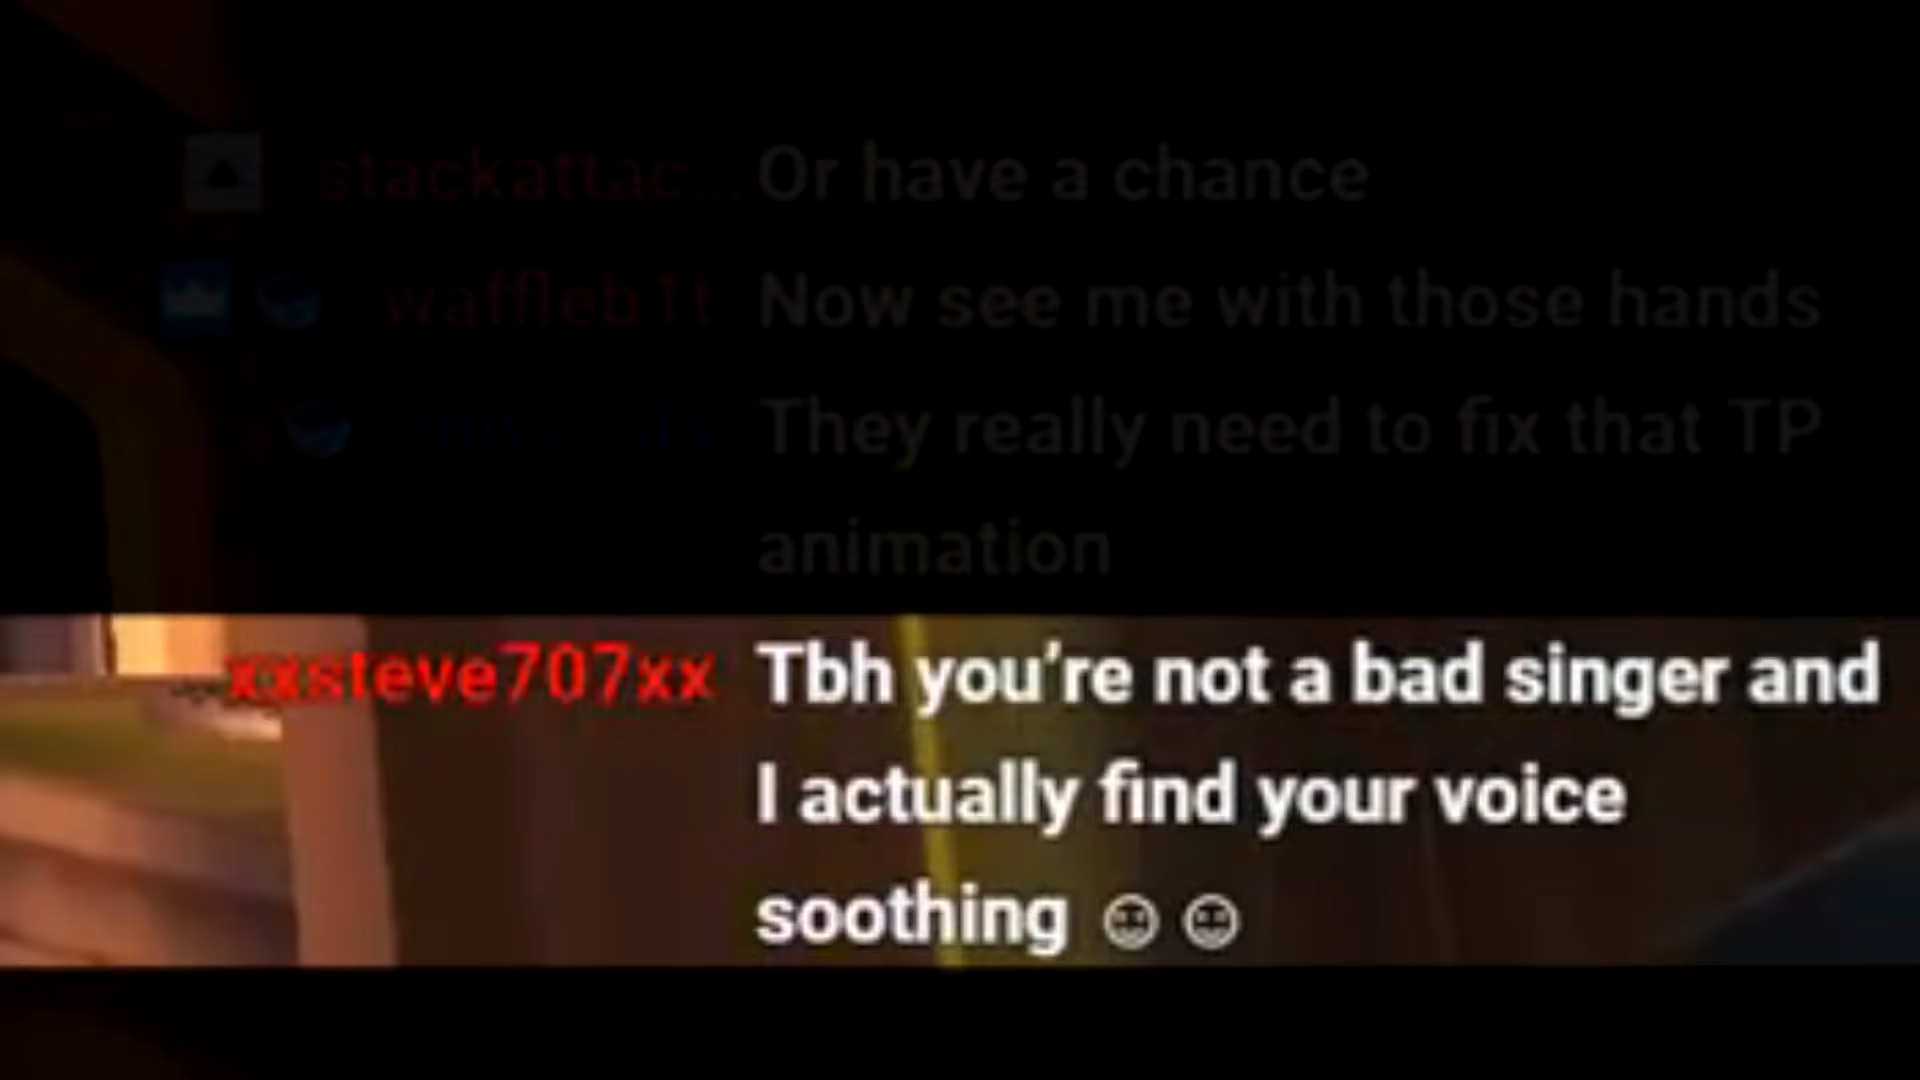 stackattac... Or have a chance
waffleb1t Now see me with those hands
They really need to fix that TP
animation
xxsteve707xx Tbh you’re not a bad singer and
I actually find your voice
soothing ☺ ☺